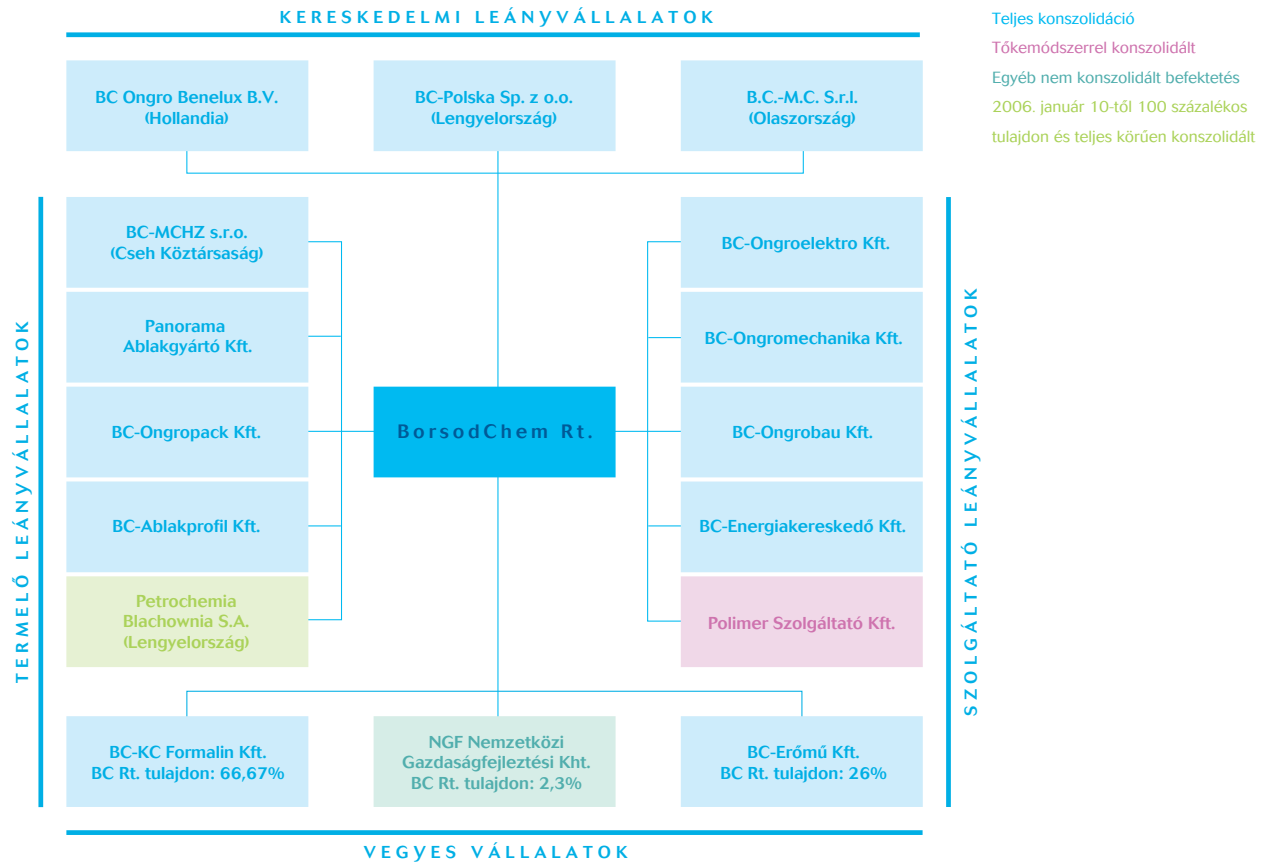 KERESKEDELMI LEÁNYVÁLLALATOK
Teljes konszolidáció
Tőkemódszerrel konszolidált
Egyéb nem konszolidált befektetés
2006. január 10-től 100 százalékos
tulajdon és teljes körűen konszolidált
BC Ongro Benelux B.V.
(Hollandia)
BC-Polska Sp. z o.o.
(Lengyelország)
B.C.-M.C. S.r.l.
(Olaszország)
TERMELŐ LEÁNYVÁLLALATOK
BC-MCHZ s.r.o.
(Cseh Köztársaság)
Panorama
Ablakgyártó Kft.
BC-Ongropack Kft.
BC-Ablakprofil Kft.
Petrochemia
Blachownia S.A.
(Lengyelország)
BorsodChem Rt.
BC-Ongroelektro Kft.
BC-Ongromechanika Kft.
BC-Ongrobau Kft.
BC-Energiakereskedő Kft.
Polimer Szolgáltató Kft.
SZOLGÁLTATÓ LEÁNYVÁLLALATOK
BC-KC Formalin Kft.
BC Rt. tulajdon: 66,67%
NGF Nemzetközi
Gazdaságfejleztési Kht.
BC Rt. tulajdon: 2,3%
BC-Erőmű Kft.
BC Rt. tulajdon: 26%
VEGYES VÁLLALATOK